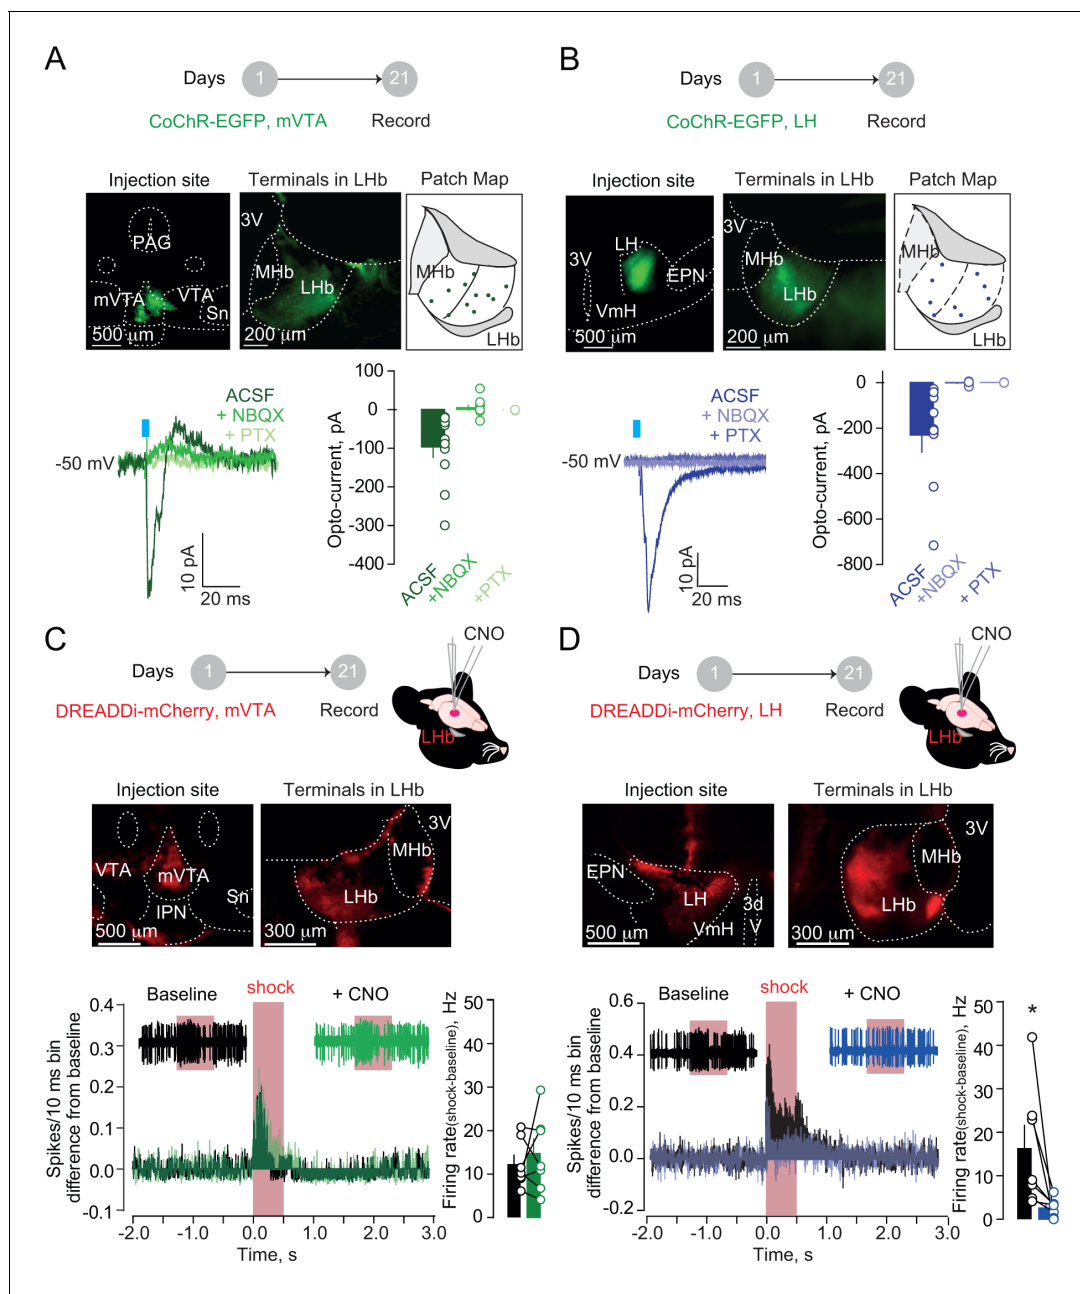 A
Days 1 21
CoChR-EGFP, mVTA Record
Injection site Terminals in LHb Patch Map
PAG
mVTA VTA
Sn
500 µm
3V
MHb
LHb
200 µm
MHb
LHb
ACSF
+ NBQX
+ PTX
-50 mV
10 pA
20 ms
Opto-current, pA
100
0
-100
-200
-300
-400
ACSF
+NBQX
+PTX
B
Days 1 21
CoChR-EGFP, LH Record
Injection site Terminals in LHb Patch Map
LH
3V
EPN
VmH
500 µm
3V
MHb
LHb
200 µm
MHb
LHb
ACSF
+ NBQX
+ PTX
-50 mV
10 pA
20 ms
Opto-current, pA
0
-200
-400
-600
-800
ACSF
+NBQX
+ PTX
C
CNO
Days 1 21
DREADDi-mCherry, mVTA Record
LHb
Injection site Terminals in LHb
VTA
mVTA
Sn
IPN
500 µm
3V
MHb
LHb
300 µm
Baseline shock + CNO
Spikes/10 ms bin
difference from baseline
0.4
0.3
0.2
0.1
0.0
-0.1
-2.0 -1.0 0.0 1.0 2.0 3.0
Time, s
Firing rate(shock-baseline), Hz
50
40
30
20
10
0
D
CNO
Days 1 21
DREADDi-mCherry, LH Record
LHb
Injection site Terminals in LHb
EPN
LH
3d
V
VmH
500 µm
3V
MHb
LHb
300 µm
Baseline shock + CNO
Spikes/10 ms bin
difference from baseline
0.6
0.4
0.2
0.0
-0.2
-2.0 -1.0 0.0 1.0 2.0 3.0
Time, s
Firing rate(shock-baseline), Hz
50
40
30
20
10
0
*